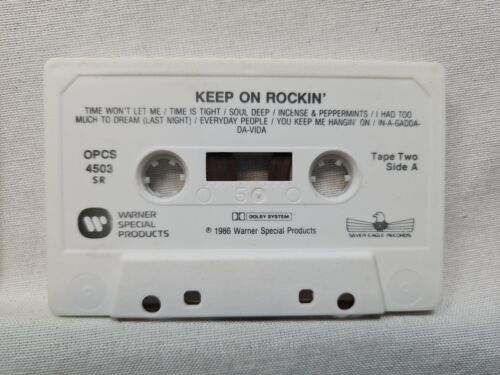 KEEP ON ROCKIN'
TIME WON'T LET ME / TIME IS TIGHT / SOUL DEEP / INCENSE & PEPPERMINTS / I HAD TOO
MUCH TO DREAM (LAST NIGHT) / EVERYDAY PEOPLE / YOU KEEP ME HANGIN' ON / IN-A-GADDA-
DA-VIDA
OPCS
4503
SR
Tape Two
Side A
WARNER
SPECIAL
PRODUCTS
DOLBY SYSTEM
℗ 1986 Warner Special Products
SILVER EAGLE RECORDS